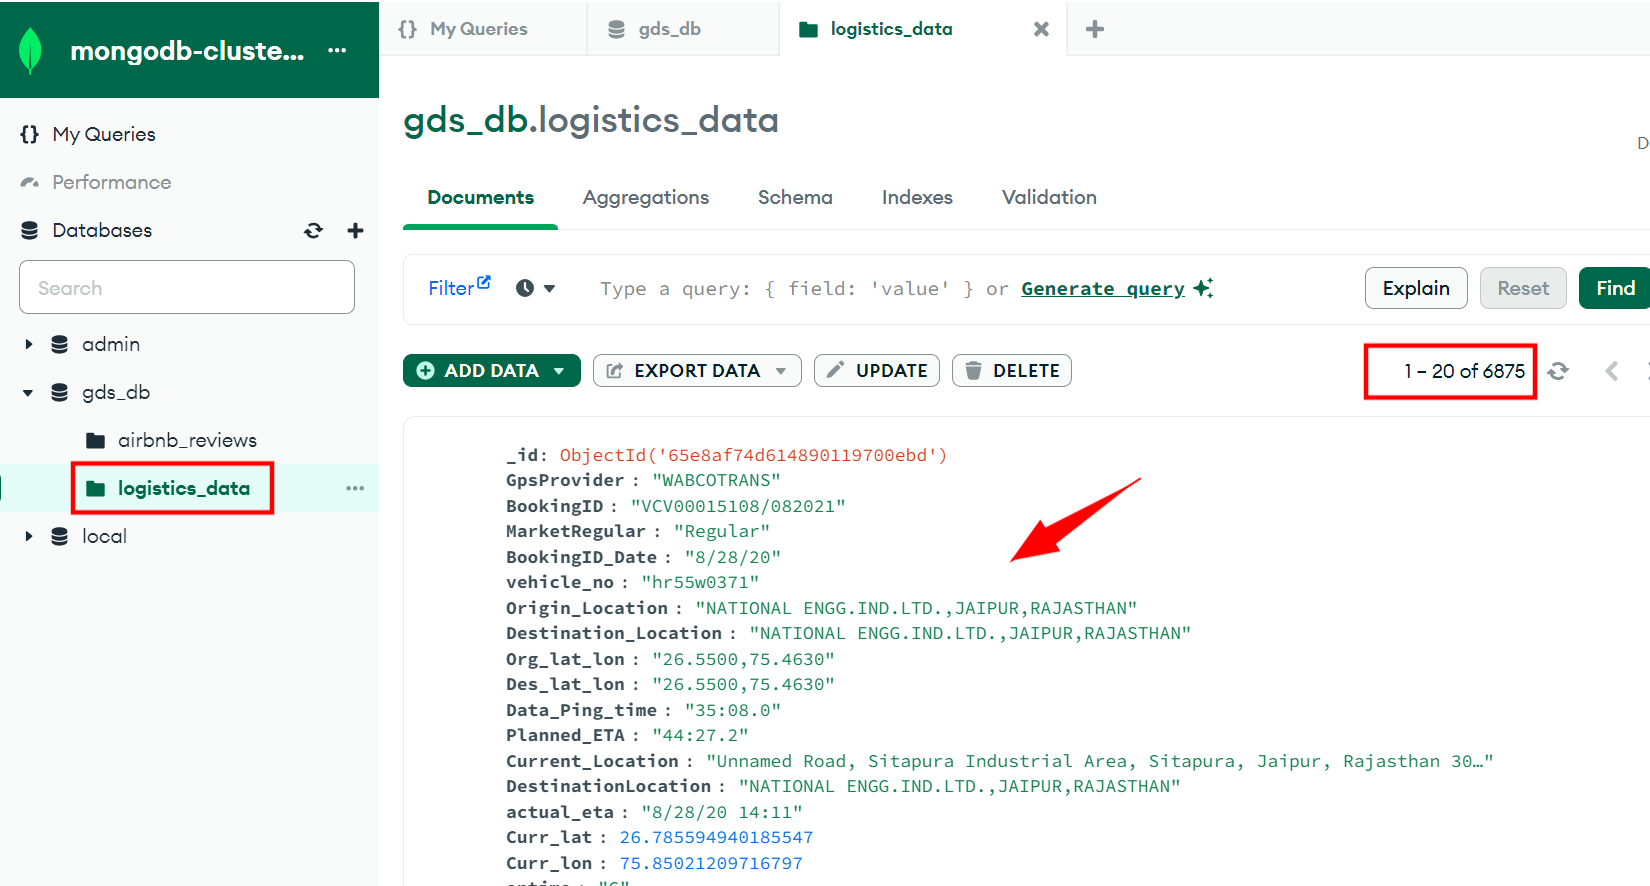 mongodb-cluste...
My Queries
gds_db
logistics_data
My Queries
Performance
Databases
Search
admin
gds_db
airbnb_reviews
logistics_data
local
gds_db.logistics_data
D
Documents Aggregations Schema Indexes Validation
Filter Type a query: { field: 'value' } or Generate query Explain Reset Find
ADD DATA EXPORT DATA UPDATE DELETE 1 – 20 of 6875
_id: ObjectId('65e8af74d614890119700ebd')
GpsProvider : "WABCOTRANS"
BookingID : "VCV00015108/082021"
MarketRegular : "Regular"
BookingID_Date : "8/28/20"
vehicle_no : "hr55w0371"
Origin_Location : "NATIONAL ENGG.IND.LTD.,JAIPUR,RAJASTHAN"
Destination_Location : "NATIONAL ENGG.IND.LTD.,JAIPUR,RAJASTHAN"
Org_lat_lon : "26.5500,75.4630"
Des_lat_lon : "26.5500,75.4630"
Data_Ping_time : "35:08.0"
Planned_ETA : "44:27.2"
Current_Location : "Unnamed Road, Sitapura Industrial Area, Sitapura, Jaipur, Rajasthan 30…"
DestinationLocation : "NATIONAL ENGG.IND.LTD.,JAIPUR,RAJASTHAN"
actual_eta : "8/28/20 14:11"
Curr_lat : 26.785594940185547
Curr_lon : 75.85021209716797